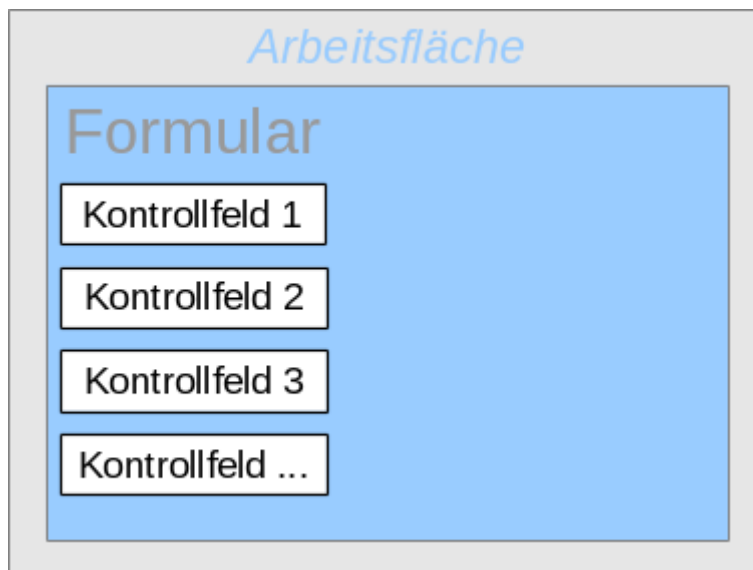 Arbeitsfläche
Formular
Kontrollfeld 1
Kontrollfeld 2
Kontrollfeld 3
Kontrollfeld ...